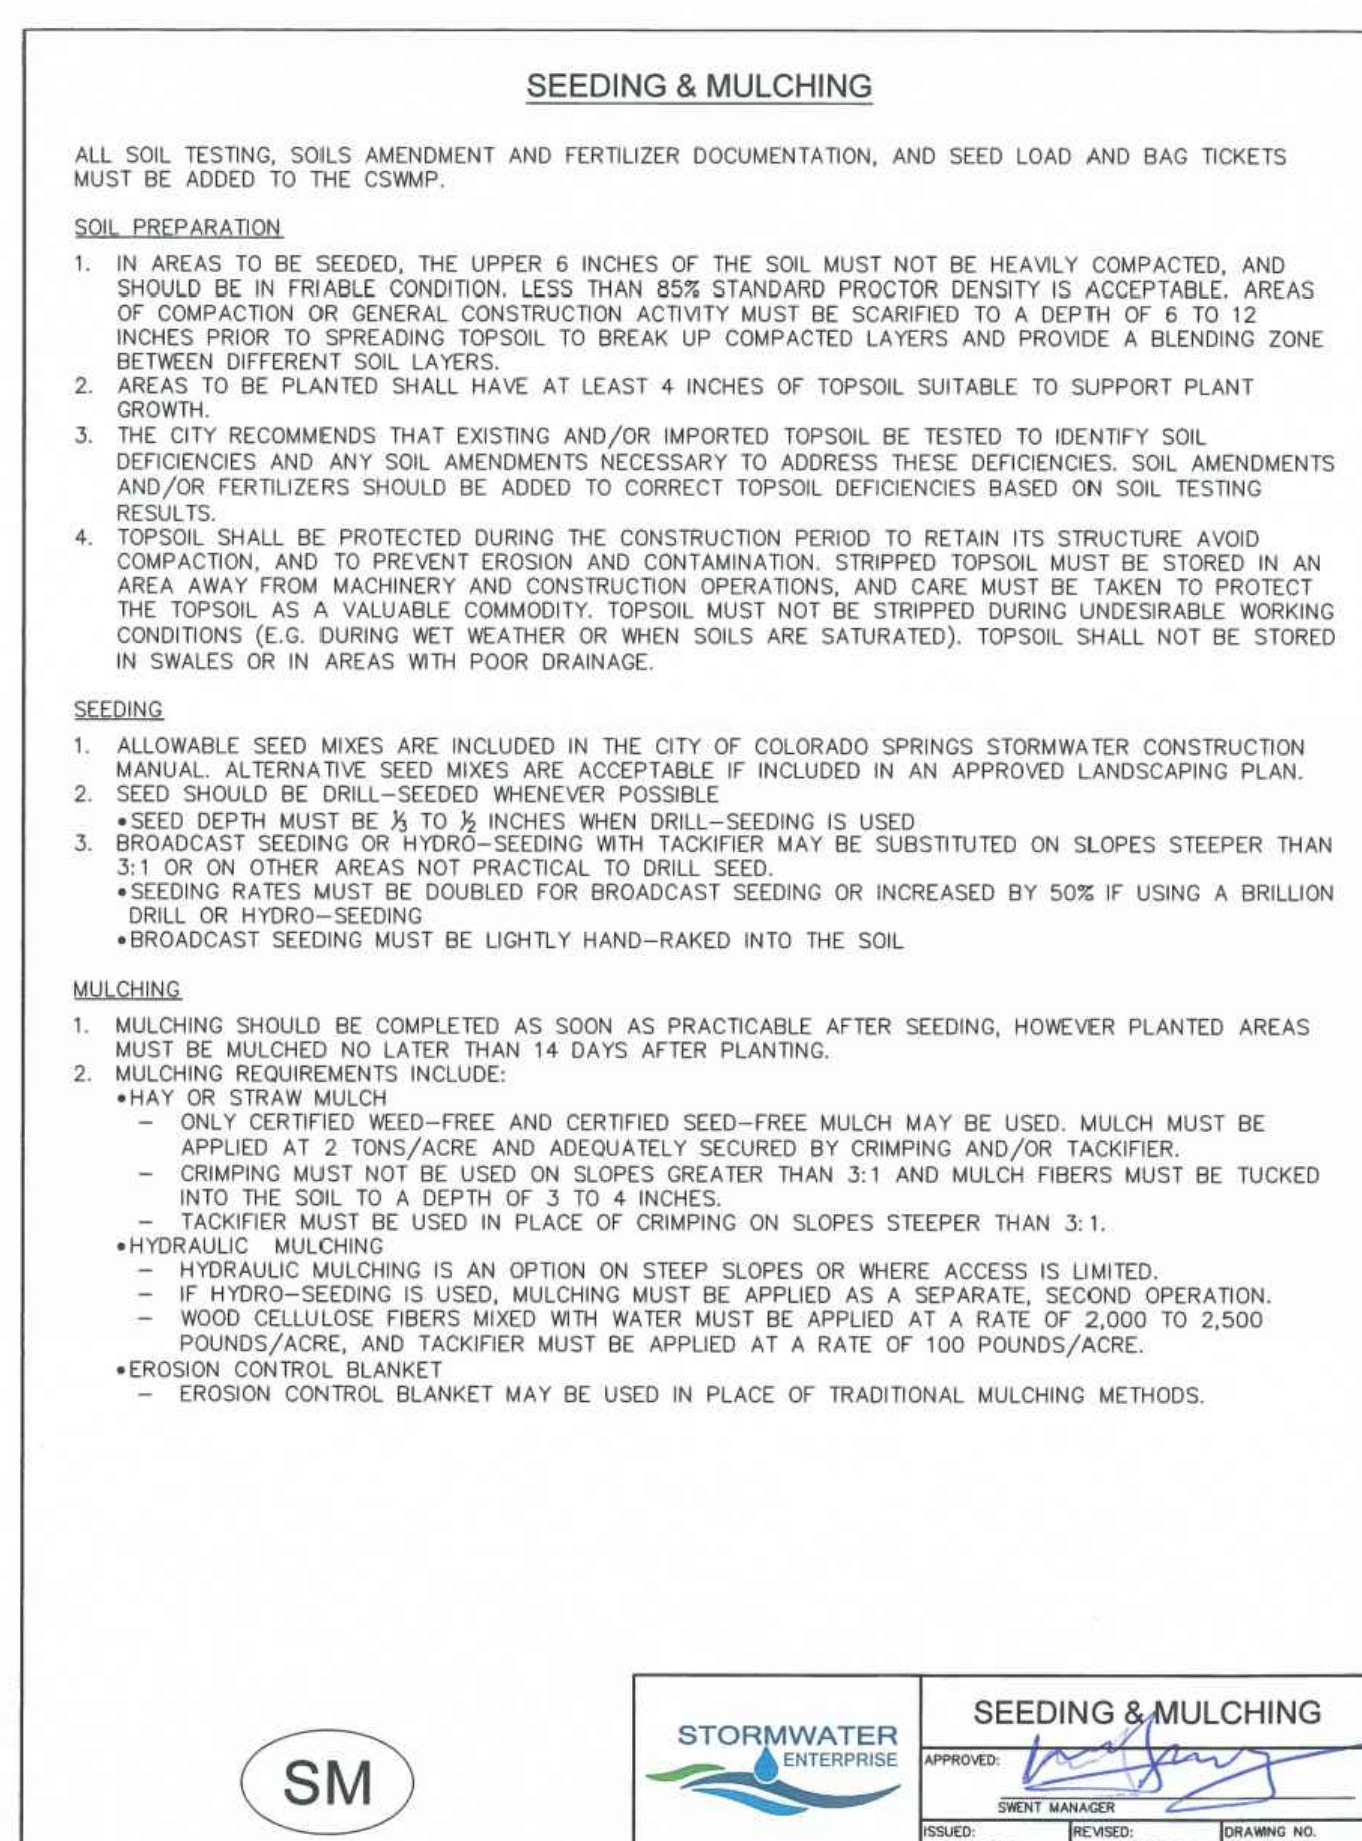 SEEDING & MULCHING
ALL SOIL TESTING, SOILS AMENDMENT AND FERTILIZER DOCUMENTATION, AND SEED LOAD AND BAG TICKETS
MUST BE ADDED TO THE CSWMP.
SOIL PREPARATION
1. IN AREAS TO BE SEEDED, THE UPPER 6 INCHES OF THE SOIL MUST NOT BE HEAVILY COMPACTED, AND
SHOULD BE IN FRIABLE CONDITION. LESS THAN 85% STANDARD PROCTOR DENSITY IS ACCEPTABLE. AREAS
OF COMPACTION OR GENERAL CONSTRUCTION ACTIVITY MUST BE SCARIFIED TO A DEPTH OF 6 TO 12
INCHES PRIOR TO SPREADING TOPSOIL TO BREAK UP COMPACTED LAYERS AND PROVIDE A BLENDING ZONE
BETWEEN DIFFERENT SOIL LAYERS.
2. AREAS TO BE PLANTED SHALL HAVE AT LEAST 4 INCHES OF TOPSOIL SUITABLE TO SUPPORT PLANT
GROWTH.
3. THE CITY RECOMMENDS THAT EXISTING AND/OR IMPORTED TOPSOIL BE TESTED TO IDENTIFY SOIL
DEFICIENCIES AND ANY SOIL AMENDMENTS NECESSARY TO ADDRESS THESE DEFICIENCIES. SOIL AMENDMENTS
AND/OR FERTILIZERS SHOULD BE ADDED TO CORRECT TOPSOIL DEFICIENCIES BASED ON SOIL TESTING
RESULTS.
4. TOPSOIL SHALL BE PROTECTED DURING THE CONSTRUCTION PERIOD TO RETAIN ITS STRUCTURE AVOID
COMPACTION, AND TO PREVENT EROSION AND CONTAMINATION. STRIPPED TOPSOIL MUST BE STORED IN AN
AREA AWAY FROM MACHINERY AND CONSTRUCTION OPERATIONS, AND CARE MUST BE TAKEN TO PROTECT
THE TOPSOIL AS A VALUABLE COMMODITY. TOPSOIL MUST NOT BE STRIPPED DURING UNDESIRABLE WORKING
CONDITIONS (E.G. DURING WET WEATHER OR WHEN SOILS ARE SATURATED). TOPSOIL SHALL NOT BE STORED
IN SWALES OR IN AREAS WITH POOR DRAINAGE.
SEEDING
1. ALLOWABLE SEED MIXES ARE INCLUDED IN THE CITY OF COLORADO SPRINGS STORMWATER CONSTRUCTION
MANUAL. ALTERNATIVE SEED MIXES ARE ACCEPTABLE IF INCLUDED IN AN APPROVED LANDSCAPING PLAN.
2. SEED SHOULD BE DRILL–SEEDED WHENEVER POSSIBLE
•SEED DEPTH MUST BE ⅓ TO ½ INCHES WHEN DRILL–SEEDING IS USED
3. BROADCAST SEEDING OR HYDRO–SEEDING WITH TACKIFIER MAY BE SUBSTITUTED ON SLOPES STEEPER THAN
3:1 OR ON OTHER AREAS NOT PRACTICAL TO DRILL SEED.
•SEEDING RATES MUST BE DOUBLED FOR BROADCAST SEEDING OR INCREASED BY 50% IF USING A BRILLION
DRILL OR HYDRO–SEEDING
•BROADCAST SEEDING MUST BE LIGHTLY HAND–RAKED INTO THE SOIL
MULCHING
1. MULCHING SHOULD BE COMPLETED AS SOON AS PRACTICABLE AFTER SEEDING, HOWEVER PLANTED AREAS
MUST BE MULCHED NO LATER THAN 14 DAYS AFTER PLANTING.
2. MULCHING REQUIREMENTS INCLUDE:
•HAY OR STRAW MULCH
– ONLY CERTIFIED WEED–FREE AND CERTIFIED SEED–FREE MULCH MAY BE USED. MULCH MUST BE
APPLIED AT 2 TONS/ACRE AND ADEQUATELY SECURED BY CRIMPING AND/OR TACKIFIER.
– CRIMPING MUST NOT BE USED ON SLOPES GREATER THAN 3:1 AND MULCH FIBERS MUST BE TUCKED
INTO THE SOIL TO A DEPTH OF 3 TO 4 INCHES.
– TACKIFIER MUST BE USED IN PLACE OF CRIMPING ON SLOPES STEEPER THAN 3:1.
•HYDRAULIC MULCHING
– HYDRAULIC MULCHING IS AN OPTION ON STEEP SLOPES OR WHERE ACCESS IS LIMITED.
– IF HYDRO–SEEDING IS USED, MULCHING MUST BE APPLIED AS A SEPARATE, SECOND OPERATION.
– WOOD CELLULOSE FIBERS MIXED WITH WATER MUST BE APPLIED AT A RATE OF 2,000 TO 2,500
POUNDS/ACRE, AND TACKIFIER MUST BE APPLIED AT A RATE OF 100 POUNDS/ACRE.
•EROSION CONTROL BLANKET
– EROSION CONTROL BLANKET MAY BE USED IN PLACE OF TRADITIONAL MULCHING METHODS.
SM
STORMWATER
ENTERPRISE
SEEDING & MULCHING
APPROVED:
SWENT MANAGER
ISSUED: REVISED: DRAWING NO.